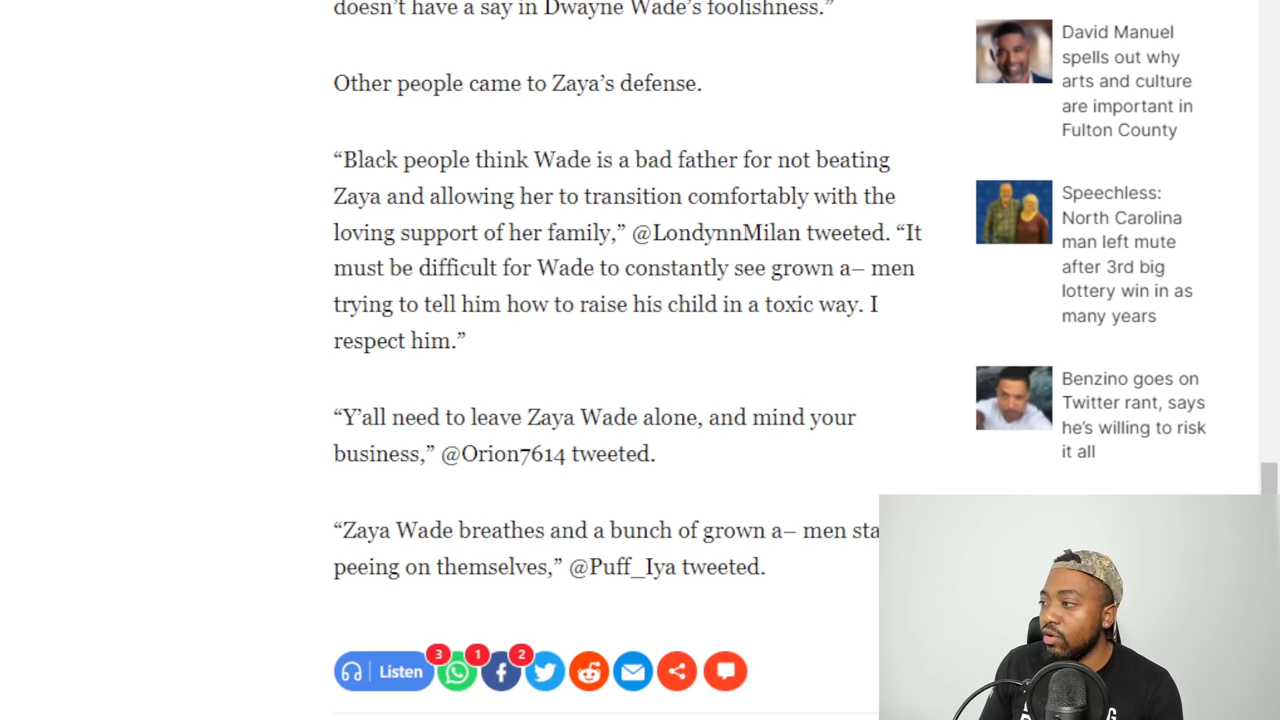 doesn’t have a say in Dwayne Wade’s foolishness.”
Other people came to Zaya’s defense.
“Black people think Wade is a bad father for not beating
Zaya and allowing her to transition comfortably with the
loving support of her family,” @LondynnMilan tweeted. “It
must be difficult for Wade to constantly see grown a– men
trying to tell him how to raise his child in a toxic way. I
respect him.”
“Y’all need to leave Zaya Wade alone, and mind your
business,” @Orion7614 tweeted.
“Zaya Wade breathes and a bunch of grown a– men
peeing on themselves,” @Puff_Iya tweeted.
3
1
2
Listen
David Manuel
spells out why
arts and culture
are important in
Fulton County
Speechless:
North Carolina
man left mute
after 3rd big
lottery win in as
many years
Benzino goes on
Twitter rant, says
he’s willing to risk
it all